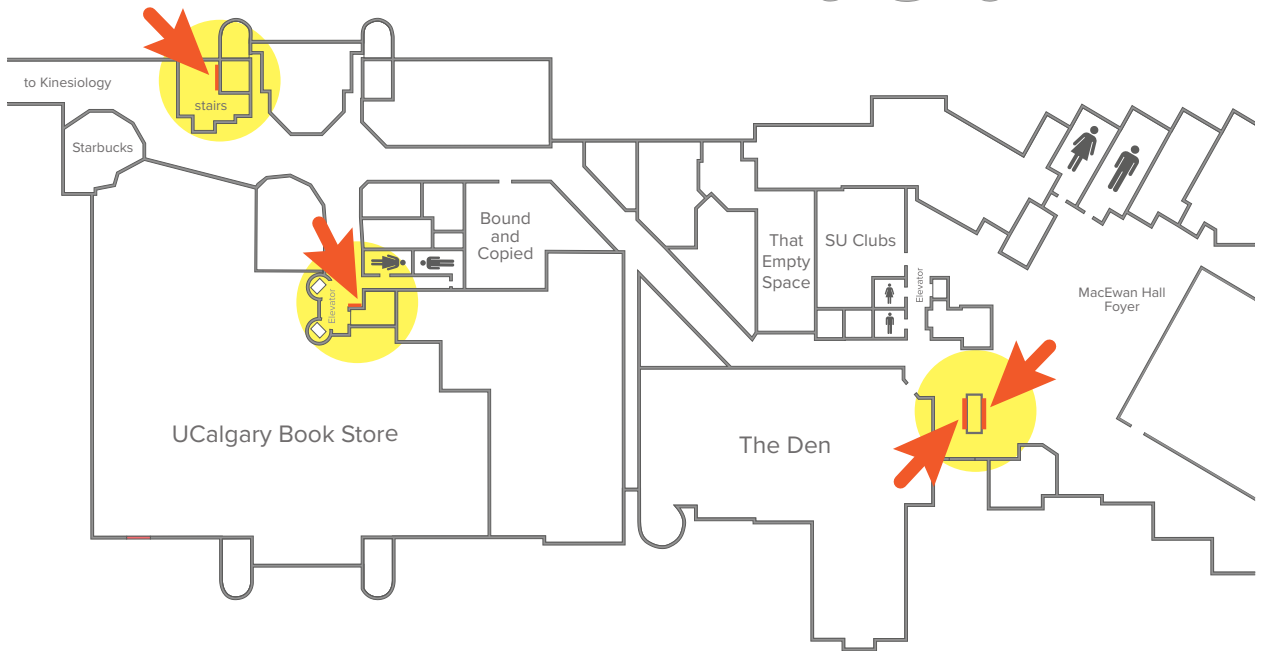 to Kinesiology
stairs
Starbucks
Bound
and
Copied
That
Empty
Space
SU Clubs
Elevator
Elevator
MacEwan Hall
Foyer
UCalgary Book Store
The Den